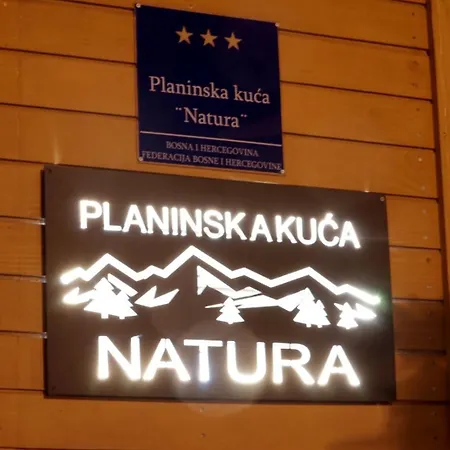 Planinska kuća
¨Natura¨
BOSNA I HERCEGOVINA
FEDERACIJA BOSNE I HERCEGOVINE
PLANINSKA KUĆA
NATURA